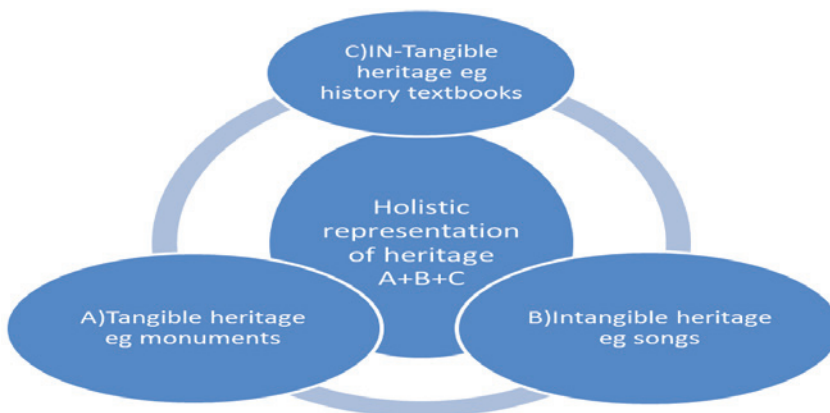 C)IN-Tangible
heritage eg
history textbooks
Holistic
representation
of heritage
A+B+C
A)Tangible heritage
eg monuments
B)Intangible heritage
eg songs